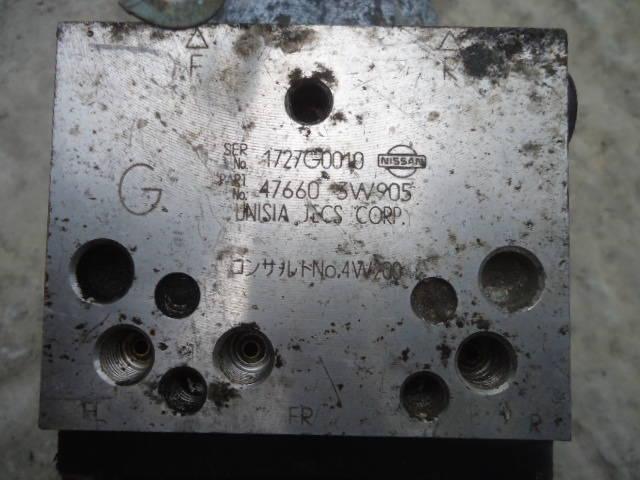 F
R
SER No. 1727G0010 NISSAN
PART No. 47660 3W905
UNISIA JECS CORP.
G
コンサルトNo.4W900
FR
R